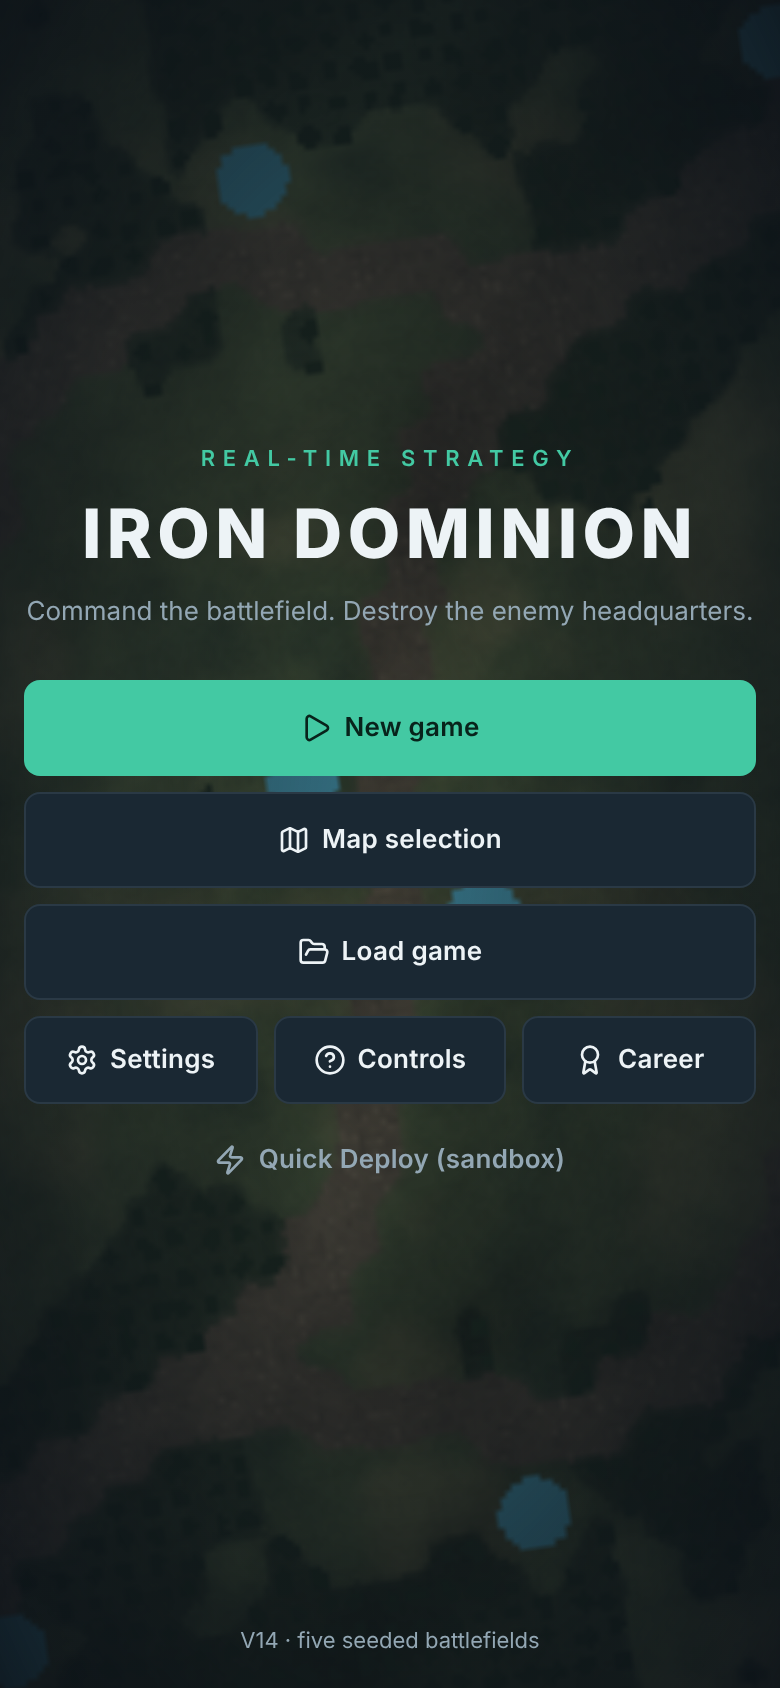 REAL-TIME STRATEGY
IRON DOMINION
Command the battlefield. Destroy the enemy headquarters.
New game
Map selection
Load game
Settings
Controls
Career
Quick Deploy (sandbox)
V14 · five seeded battlefields